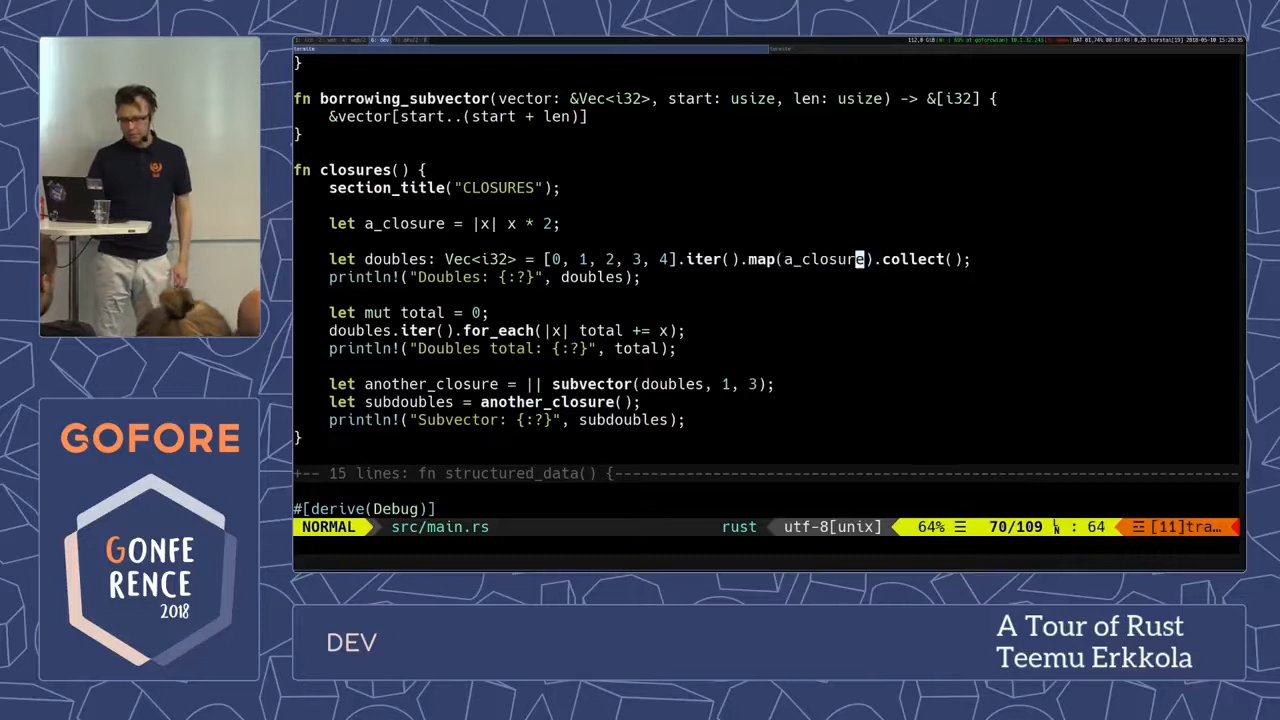 }
fn borrowing_subvector(vector: &Vec<i32>, start: usize, len: usize) -> &[i32] {
    &vector[start..(start + len)]
}
fn closures() {
    section_title("CLOSURES");
    let a_closure = |x| x * 2;
    let doubles: Vec<i32> = [0, 1, 2, 3, 4].iter().map(a_closure).collect();
    println!("Doubles: {:?}", doubles);
    let mut total = 0;
    doubles.iter().for_each(|x| total += x);
    println!("Doubles total: {:?}", total);
    let another_closure = || subvector(doubles, 1, 3);
    let subdoubles = another_closure();
    println!("Subvector: {:?}", subdoubles);
}
+-- 15 lines: fn structured_data() {----------------------------------------------------------------------
#[derive(Debug)]
NORMAL src/main.rs rust utf-8[unix] 64% ☰ 70/109 : 64 ☲ [11]tra…
GOFORE
GONFE
RENCE
2018
DEV
A Tour of Rust
Teemu Erkkola